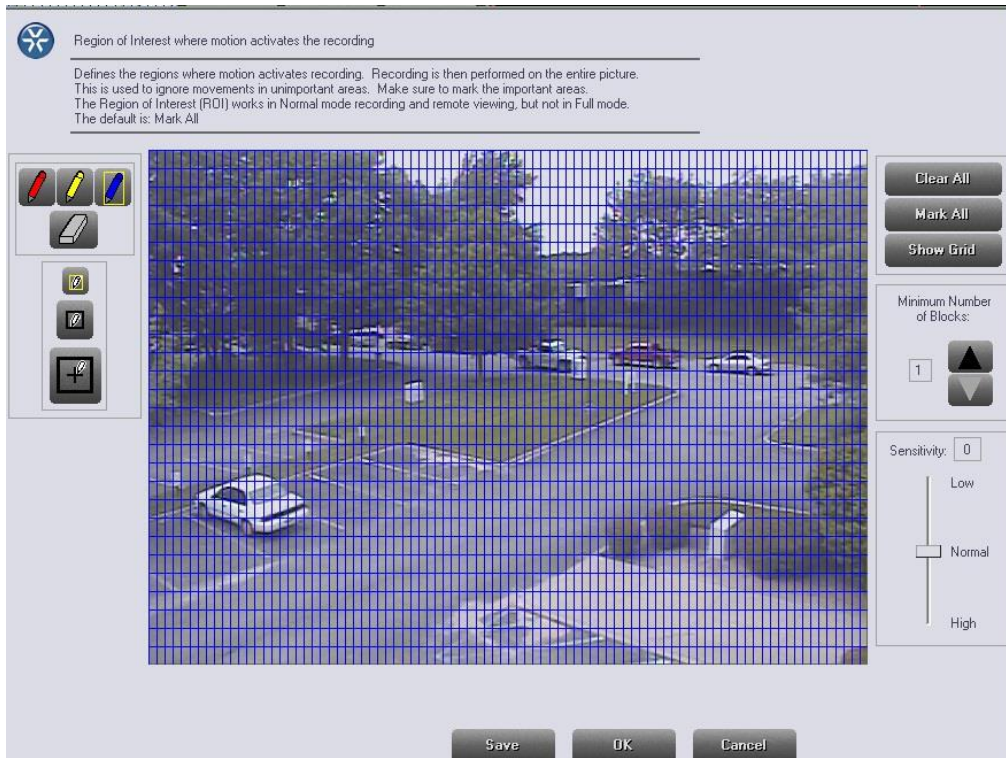 Region of Interest where motion activates the recording
Defines the regions where motion activates recording. Recording is then performed on the entire picture.
This is used to ignore movements in unimportant areas. Make sure to mark the important areas.
The Region of Interest (ROI) works in Normal mode recording and remote viewing, but not in Full mode.
The default is: Mark All
Clear All
Mark All
Show Grid
Minimum Number
of Blocks:
1
Sensitivity: 0
Low
Normal
High
Save
OK
Cancel